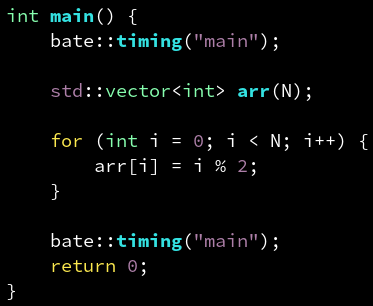 int main() {
    bate::timing("main");

    std::vector<int> arr(N);

    for (int i = 0; i < N; i++) {
        arr[i] = i % 2;
    }

    bate::timing("main");
    return 0;
}